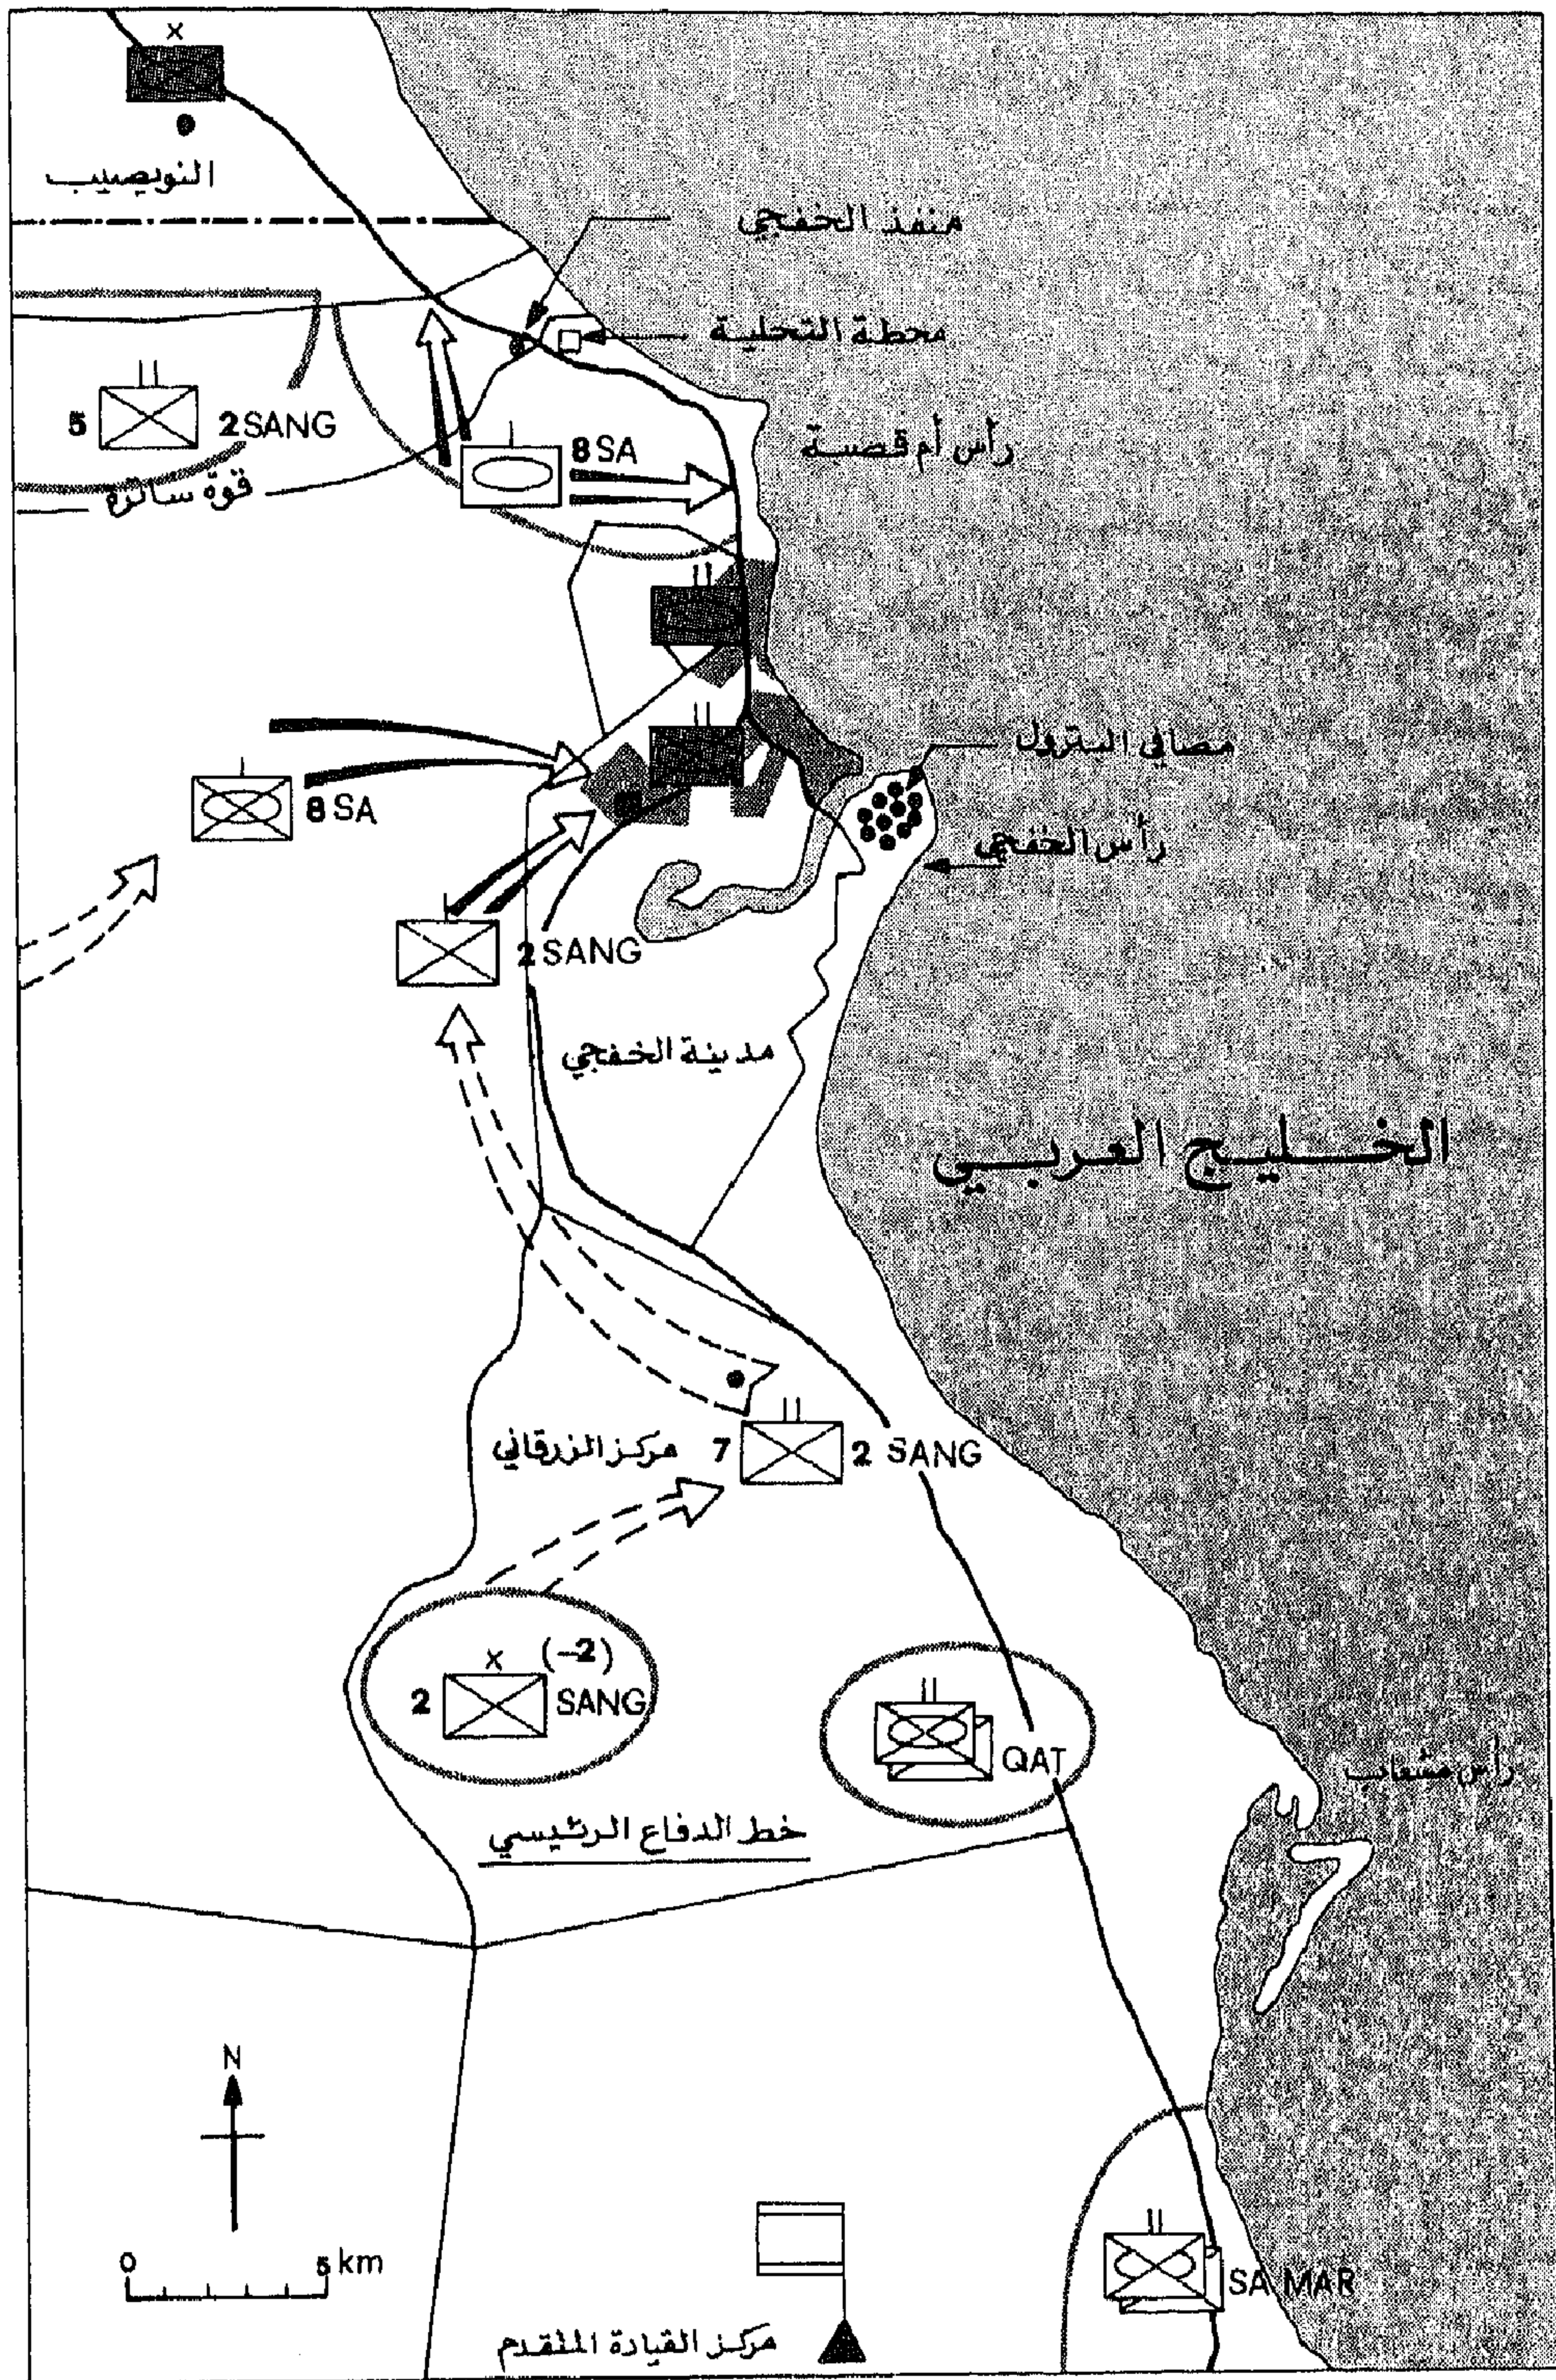 النويصيب
منفذ الخفجي
محطة التحلية
5 2 SANG
8 SA
رأس أم قصبة
قوة ساترة
مصافي البترول
8 SA
رأس الخفجي
2 SANG
مدينة الخفجي
الخليج العربي
مركز الزرقاني 7 2 SANG
(-2)
2 SANG
QAT
رأس مشعاب
خط الدفاع الرئيسي
N
0 5 km
SA MAR
مركز القيادة المتقدم